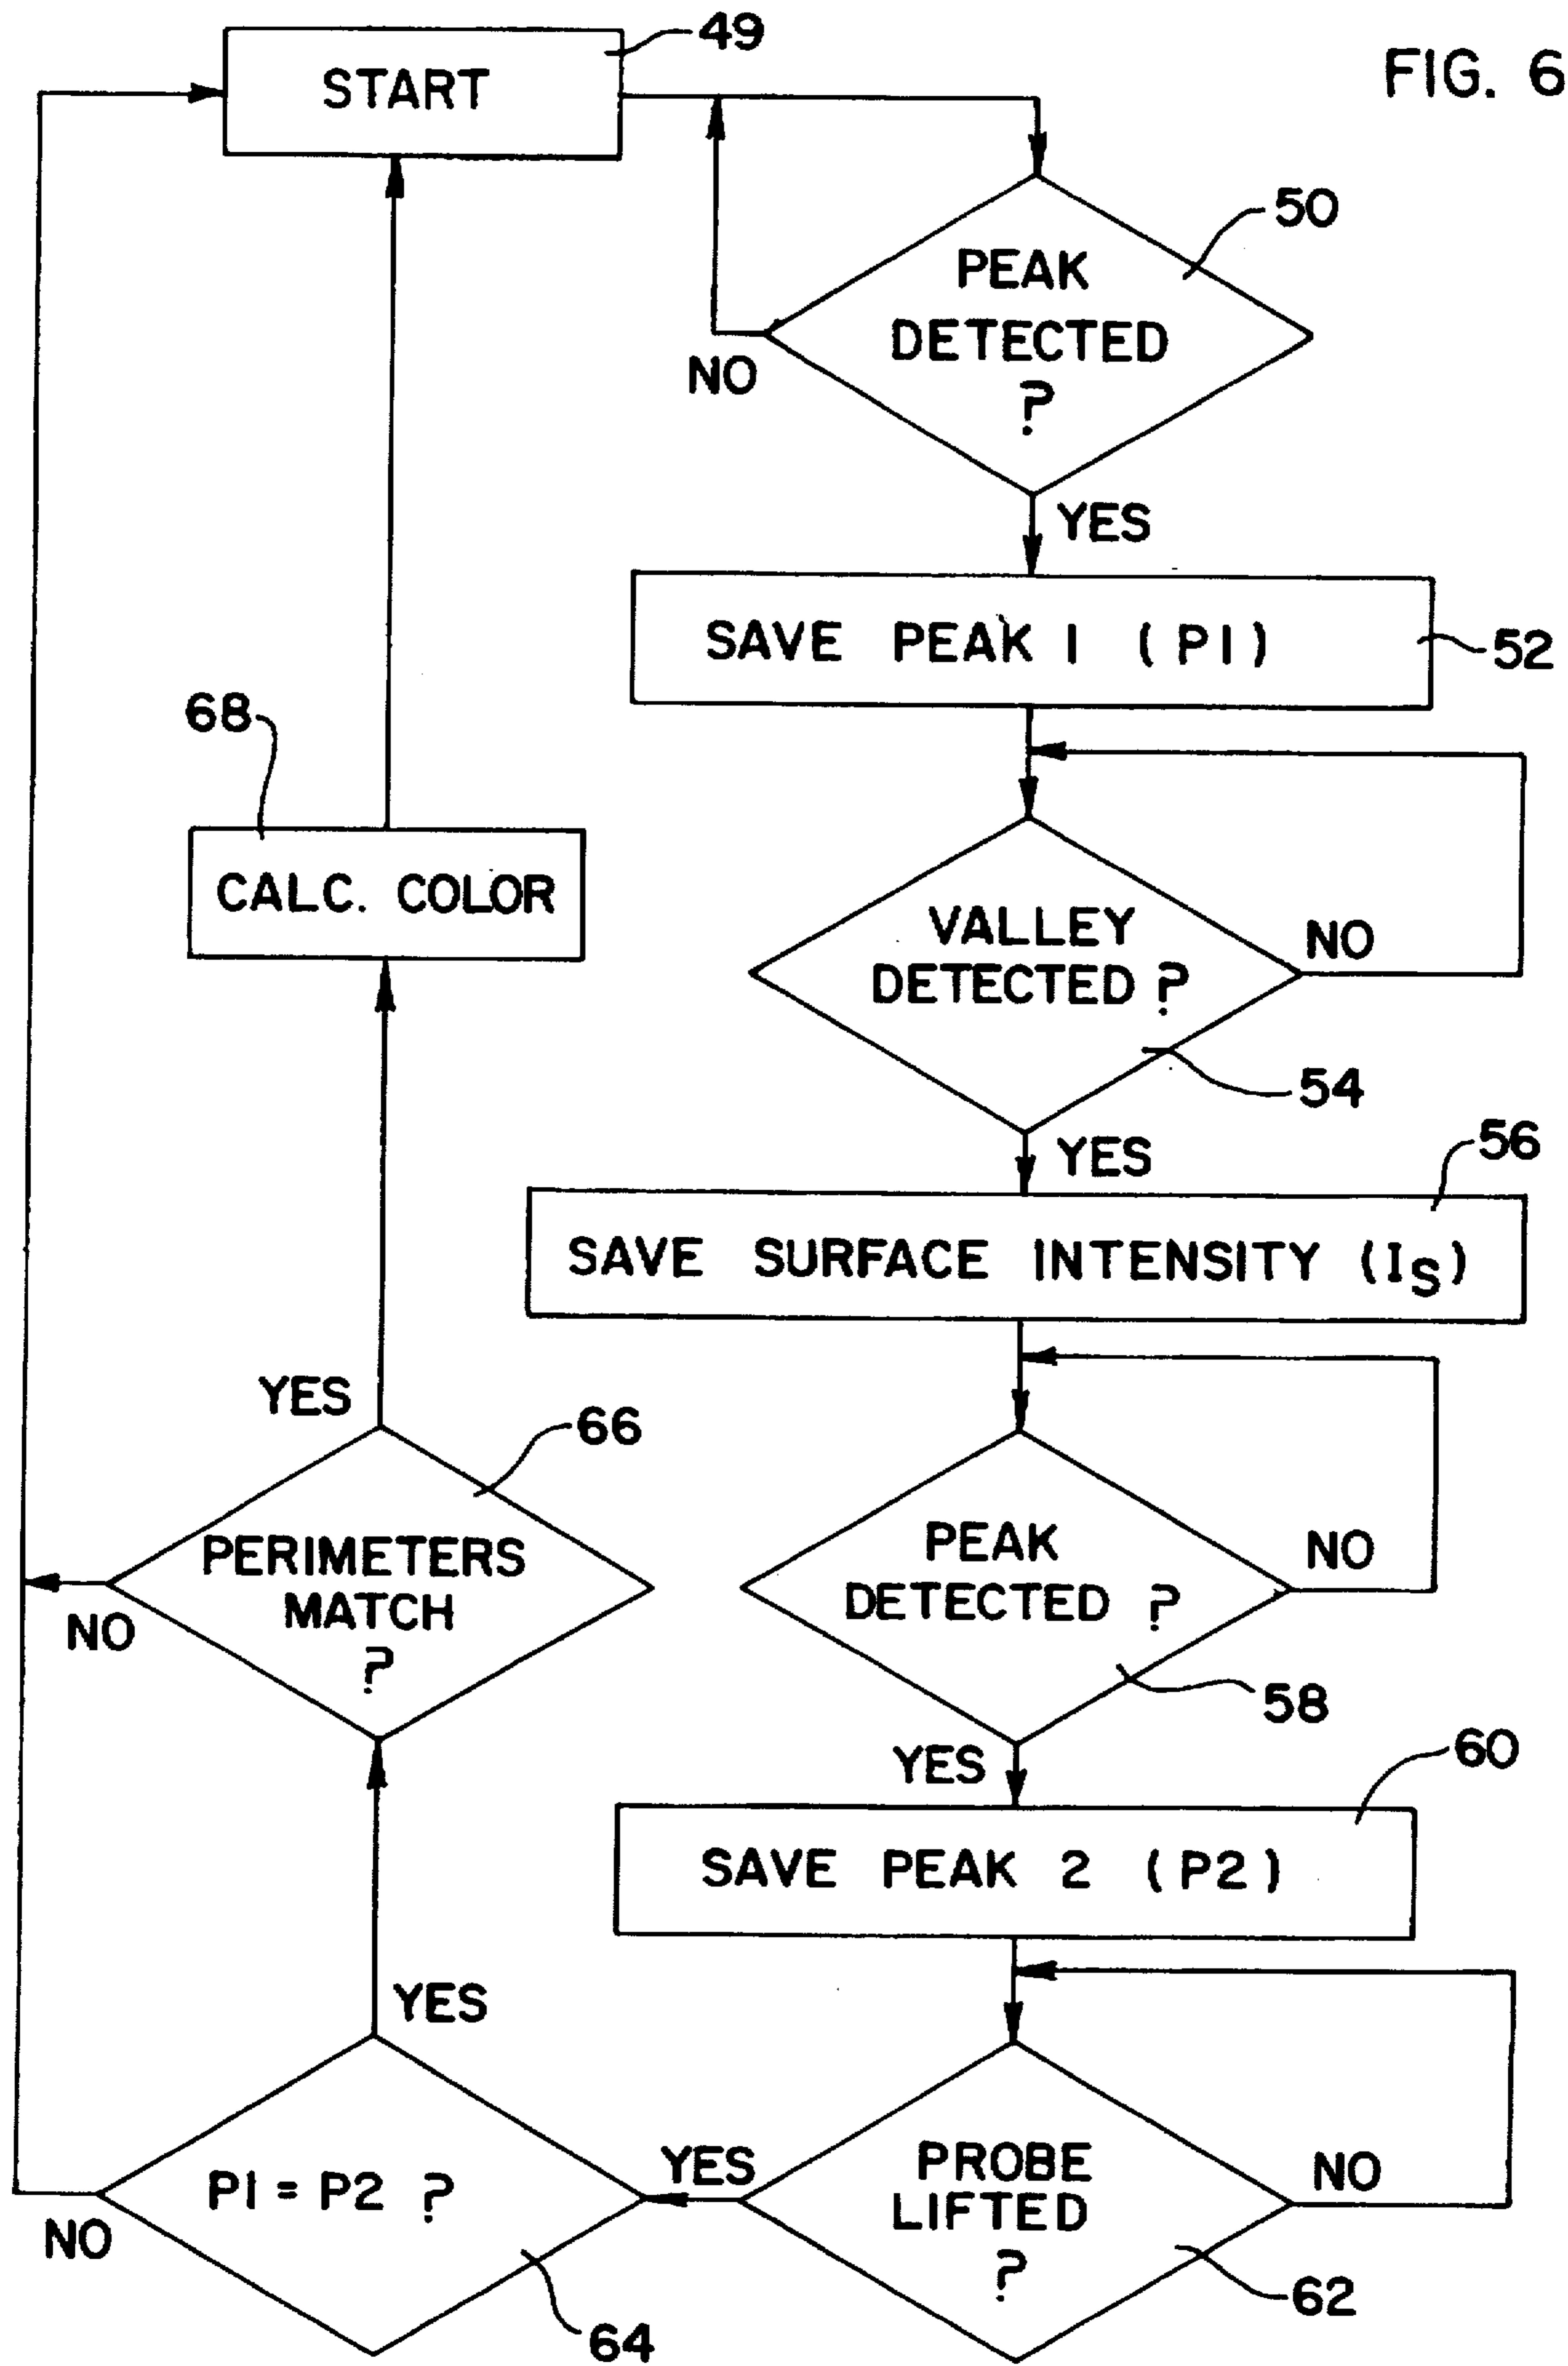 FIG. 6
49
START
50
PEAK
DETECTED
?
NO
YES
SAVE PEAK 1 (P1)
52
68
CALC. COLOR
VALLEY
DETECTED ?
NO
54
YES
56
SAVE SURFACE INTENSITY (IS)
YES
66
PERIMETERS
MATCH
?
NO
PEAK
DETECTED ?
NO
58
YES
60
SAVE PEAK 2 (P2)
YES
P1 = P2 ?
NO
64
YES
PROBE
LIFTED
?
NO
62